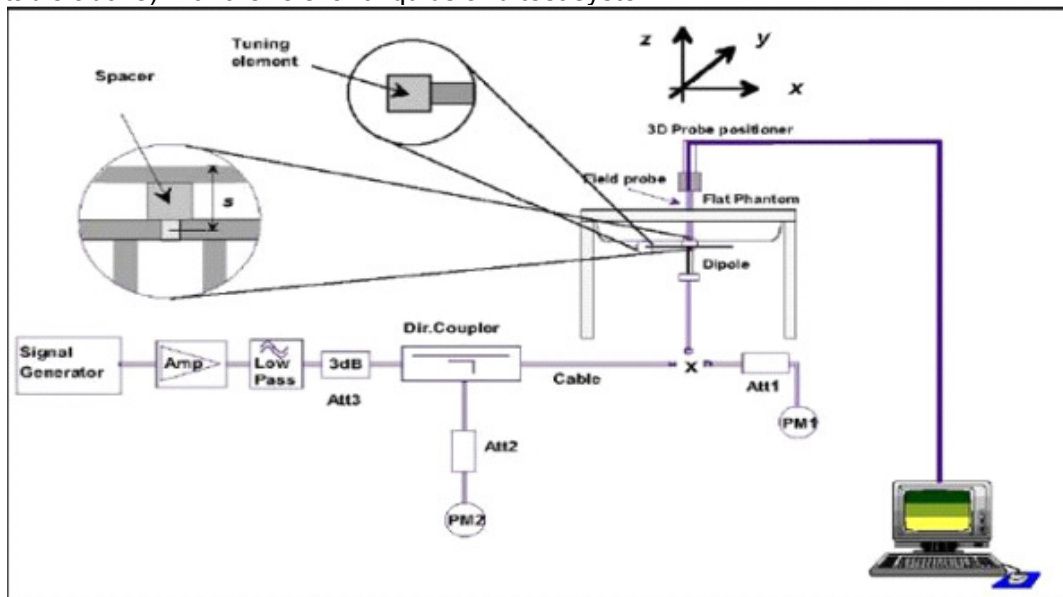 Tuning
element
Spacer
s
z
y
x
3D Probe positioner
Field probe
Flat Phantom
Dipole
Dir.Coupler
Signal
Generator
Amp
Low
Pass
3dB
Att3
Cable
x
Att1
PM1
Att2
PM2